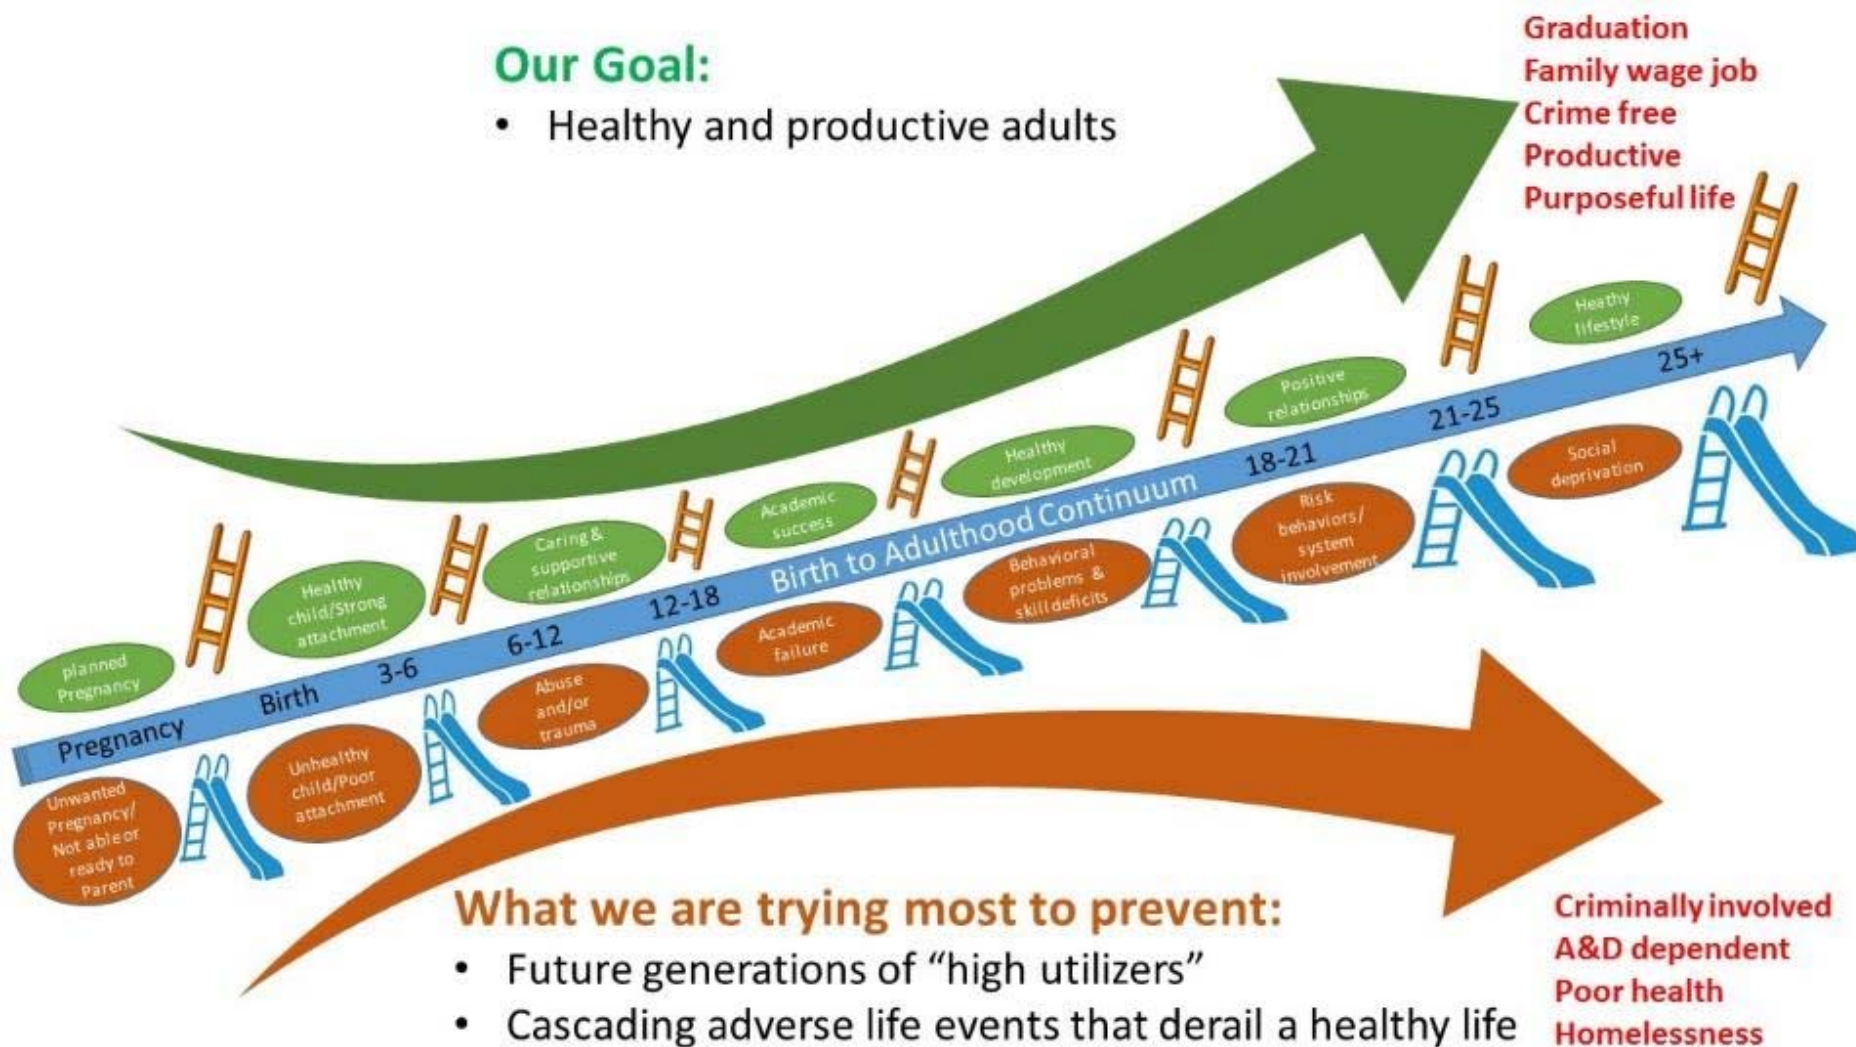 Our Goal:
• Healthy and productive adults
Graduation
Family wage job
Crime free
Productive
Purposeful life
planned
Pregnancy
Healthy
child/Strong
attachment
Caring &
supportive
relationships
Academic
success
Healthy
development
Positive
relationships
Heathy
lifestyle
Pregnancy
Birth
3-6
6-12
12-18
Birth to Adulthood Continuum
18-21
21-25
25+
Unwanted
Pregnancy/
Not able or
ready to
Parent
Unhealthy
child/Poor
attachment
Abuse
and/or
trauma
Academic
failure
Behavioral
problems &
skill deficits
Risk
behaviors/
system
involvement
Social
deprivation
What we are trying most to prevent:
• Future generations of “high utilizers”
• Cascading adverse life events that derail a healthy life
Criminally involved
A&D dependent
Poor health
Homelessness